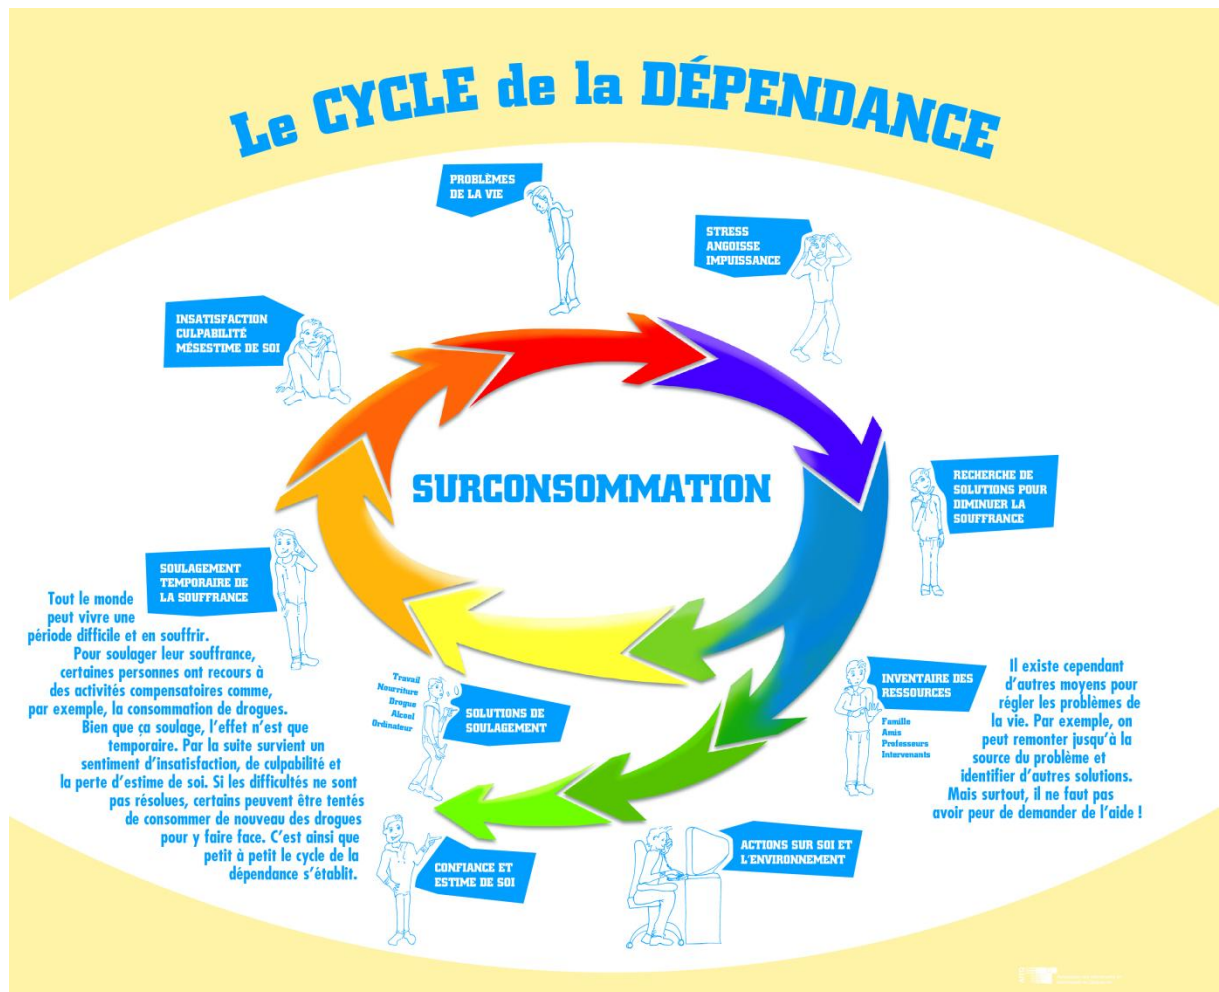 Le CYCLE de la DÉPENDANCE
PROBLÈMES
DE LA VIE
STRESS
ANGOISSE
IMPUISSANCE
INSATISFACTION
CULPABILITÉ
MÉSESTIME DE SOI
SURCONSOMMATION
RECHERCHE DE
SOLUTIONS POUR
DIMINUER LA
SOUFFRANCE
SOULAGEMENT
TEMPORAIRE DE
LA SOUFFRANCE
Tout le monde
peut vivre une
période difficile et en souffrir.
Pour soulager leur souffrance,
certaines personnes ont recours à
des activités compensatoires comme,
par exemple, la consommation de drogues.
Bien que ça soulage, l'effet n'est que
temporaire. Par la suite survient un
sentiment d'insatisfaction, de culpabilité et
la perte d'estime de soi. Si les difficultés ne sont
pas résolues, certains peuvent être tentés
de consommer de nouveau des drogues
pour y faire face. C'est ainsi que
petit à petit le cycle de la
dépendance s'établit.
Travail
Nourriture
Drogue
Alcool
Ordinateur
SOLUTIONS DE
SOULAGEMENT
INVENTAIRE DES
RESSOURCES
Famille
Amis
Professeurs
Intervenants
Il existe cependant
d'autres moyens pour
régler les problèmes de
la vie. Par exemple, on
peut remonter jusqu'à la
source du problème et
identifier d'autres solutions.
Mais surtout, il ne faut pas
avoir peur de demander de l'aide !
ACTIONS SUR SOI ET
L'ENVIRONNEMENT
CONFIANCE ET
ESTIME DE SOI